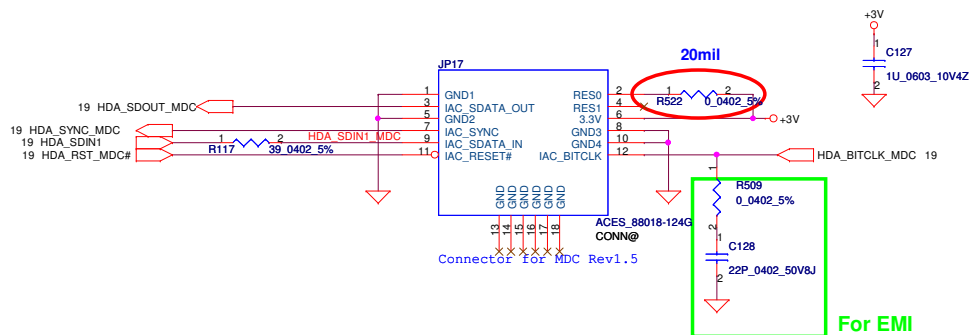 +3V
1
C127
1U_0603_10V4Z
2
20mil
JP17
1 GND1 RES0 2
1 2
R522 0_0402_5%
19 HDA_SDOUT_MDC
3 IAC_SDATA_OUT RES1 4
5 GND2 3.3V 6
+3V
19 HDA_SYNC_MDC
7 IAC_SYNC GND3 8
19 HDA_SDIN1
1 2
HDA_SDIN1_MDC
9 IAC_SDATA_IN GND4 10
19 HDA_RST_MDC#
R117 39_0402_5%
11 IAC_RESET# IAC_BITCLK 12
HDA_BITCLK_MDC 19
GND GND GND GND GND GND
13 14 15 16 17 18
ACES_88018-124G
CONN@
Connector for MDC Rev1.5
1
R509
0_0402_5%
2
1
C128
22P_0402_50V8J
2
For EMI